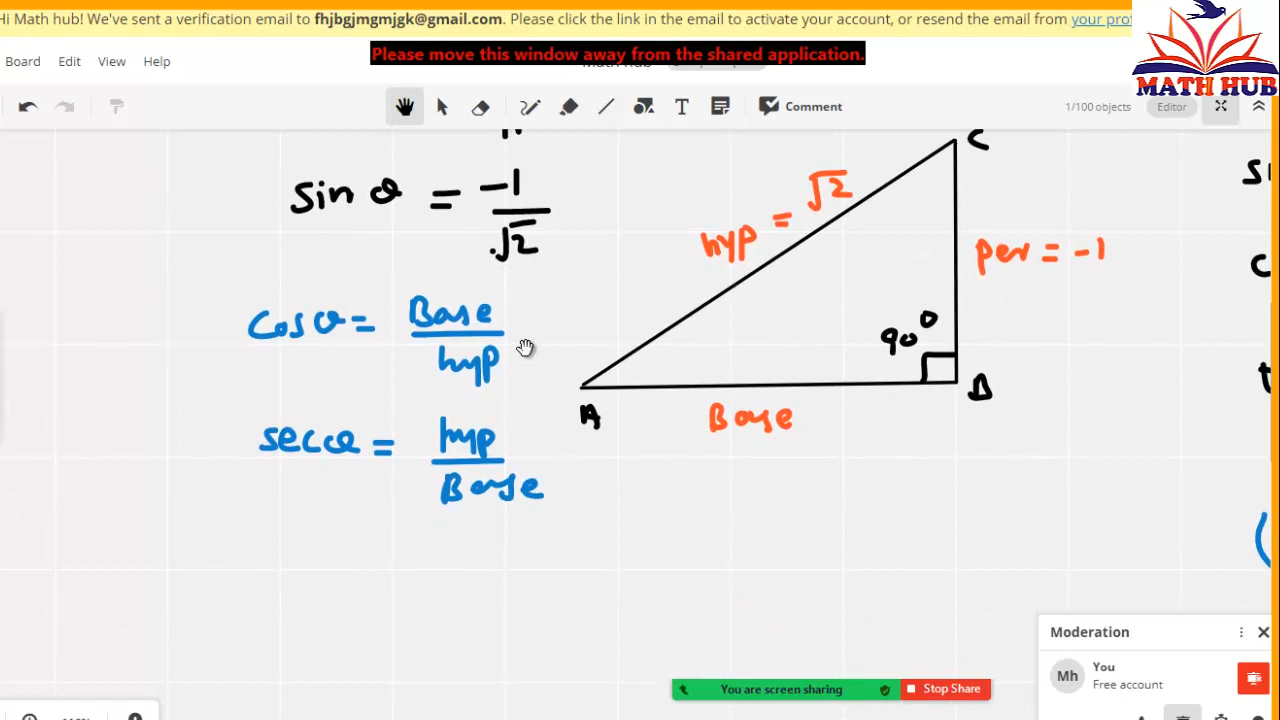 Hi Math hub! We've sent a verification email to fhjbgjmgmjgk@gmail.com. Please click the link in the email to activate your account, or resend the email from your prof
Please move this window away from the shared application.
Board Edit View Help
Comment
1/100 objects
Editor
MATH HUB
sin θ = -1/√2
hyp = √2
C
per = -1
90°
cosθ = Base/hyp
A
B
Base
secθ = hyp/Base
Moderation
Mh
You
Free account
You are screen sharing
Stop Share